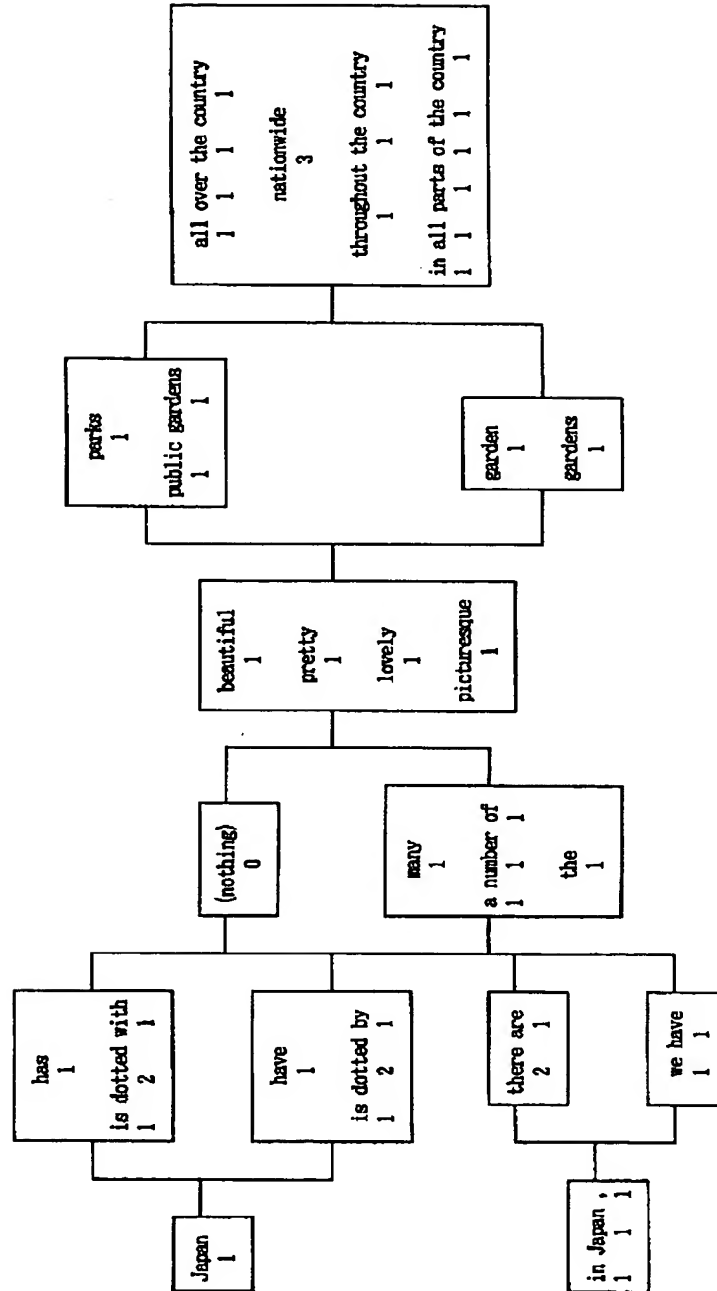 Japan
1
in Japan ,
1 1 1
has
1
is dotted with
1 2 1
have
1
is dotted by
1 2 1
there are
2 1
we have
1 1
(nothing)
0
many
1
a number of
1 1 1
the
1
beautiful
1
pretty
1
lovely
1
picturesque
1
parks
1
public gardens
1 1
garden
1
gardens
1
all over the country
1 1 1 1
nationwide
3
throughout the country
1 1 1
in all parts of the country
1 1 1 1 1 1